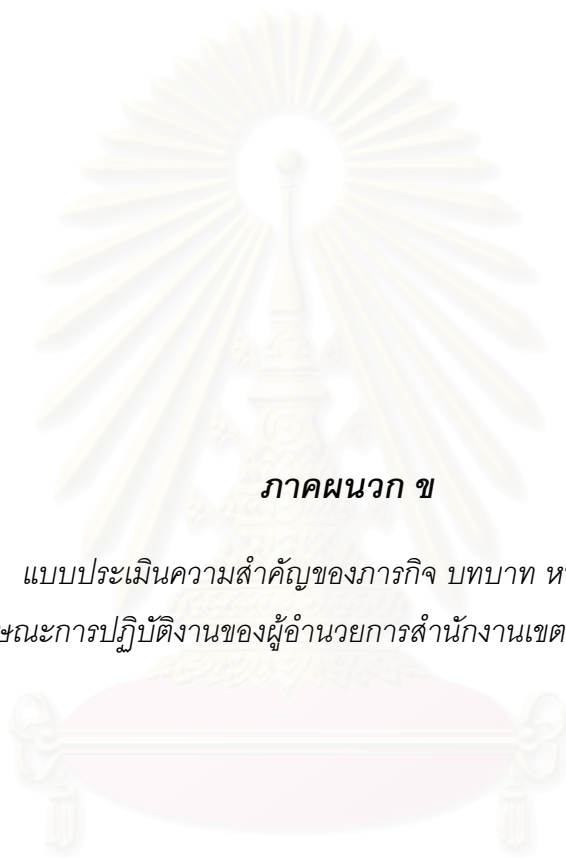 ภาคผนวก ข
แบบประเมินความสำคัญของภารกิจ บทบาท
ษณะการปฏิบัติงานของผู้อำนวยการสำนักงานเขต